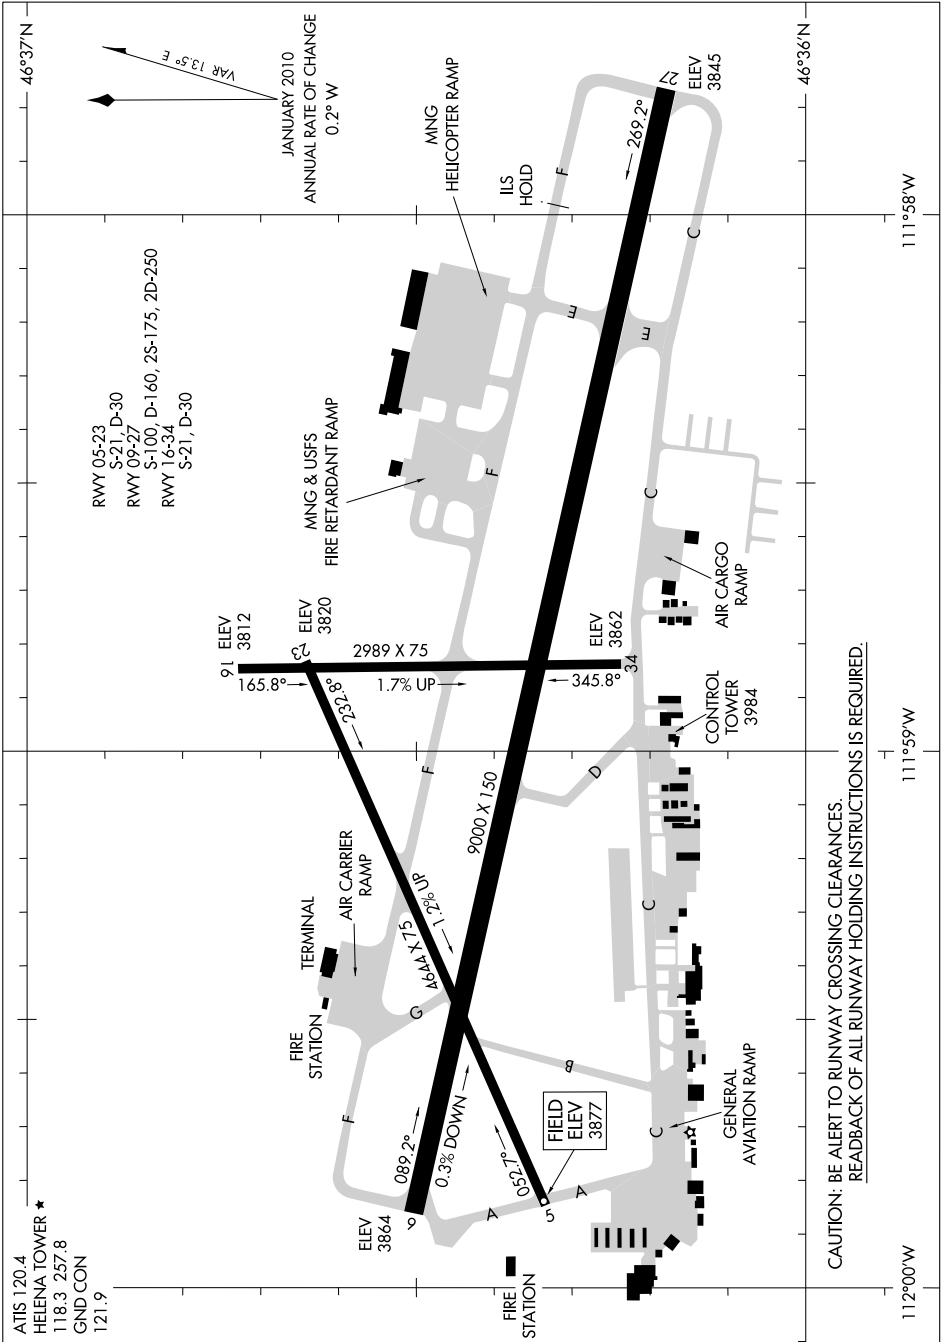 ATIS 120.4
HELENA TOWER ★
118.3 257.8
GND CON
121.9
RWY 05-23
S-21, D-30
RWY 09-27
S-100, D-160, 2S-175, 2D-250
RWY 16-34
S-21, D-30
VAR 13.5° E
JANUARY 2010
ANNUAL RATE OF CHANGE
0.2° W
46°37'N
46°36'N
112°00'W
111°59'W
111°58'W
FIRE
STATION
TERMINAL
AIR CARRIER
RAMP
MNG & USFS
FIRE RETARDANT RAMP
MNG
HELICOPTER RAMP
ILS
HOLD
16
ELEV
3812
165.8°
23
ELEV
3820
232.8°
2989 X 75
1.7% UP
345.8°
ELEV
3862
34
4644 X 75
1.2% UP
9000 X 150
9
ELEV
3864
089.2°
0.3% DOWN
052.7°
5
FIELD
ELEV
3877
27
ELEV
3845
269.2°
F
F
F
F
G
A
A
B
C
C
C
C
D
E
E
FIRE
STATION
GENERAL
AVIATION RAMP
CONTROL
TOWER
3984
AIR CARGO
RAMP
CAUTION: BE ALERT TO RUNWAY CROSSING CLEARANCES.
READBACK OF ALL RUNWAY HOLDING INSTRUCTIONS IS REQUIRED.